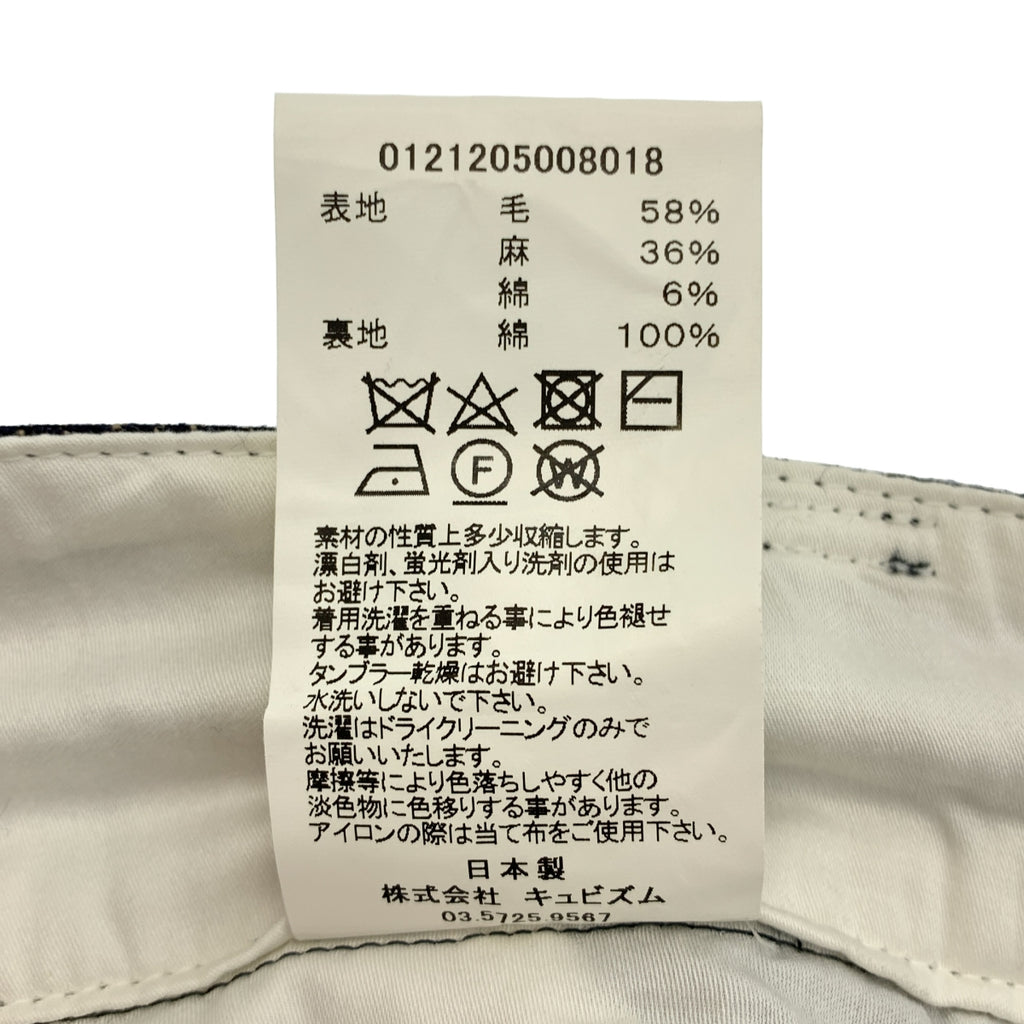 0121205008018
表地 毛 58%
麻 36%
綿 6%
裏地 綿 100%
F W
素材の性質上多少収縮します。
漂白剤、蛍光剤入り洗剤の使用は
お避け下さい。
着用洗濯を重ねる事により色褪せ
する事があります。
タンブラー乾燥はお避け下さい。
水洗いしないで下さい。
洗濯はドライクリーニングのみで
お願いいたします。
摩擦等により色落ちしやすく他の
淡色物に色移りする事があります。
アイロンの際は当て布をご使用下さい。
日本製
株式会社 キュビズム
03.5725.9567